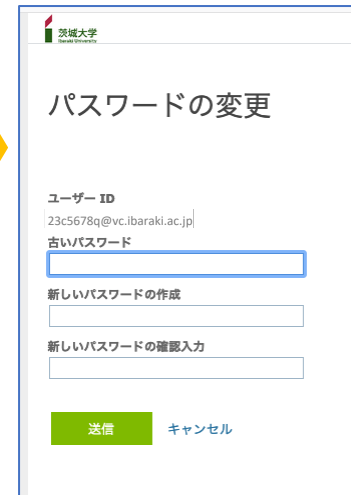 茨城大学
Ibaraki University
パスワードの変更
ユーザー ID
23c5678q@vc.ibaraki.ac.jp
古いパスワード
新しいパスワードの作成
新しいパスワードの確認入力
送信
キャンセル